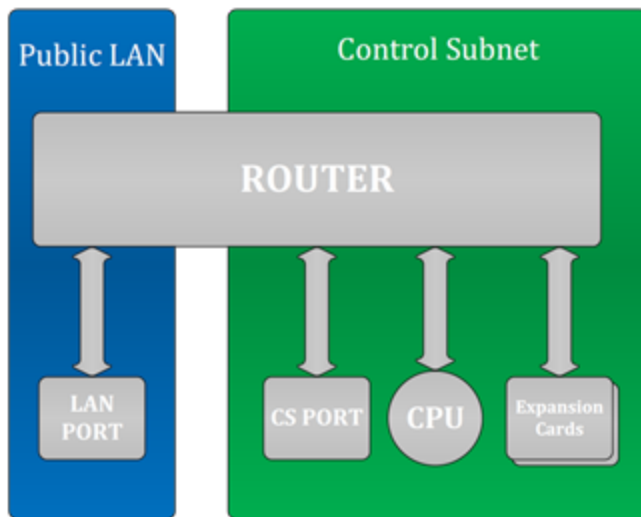 Public LAN
Control Subnet
ROUTER
LAN
PORT
CS PORT
CPU
Expansion
Cards